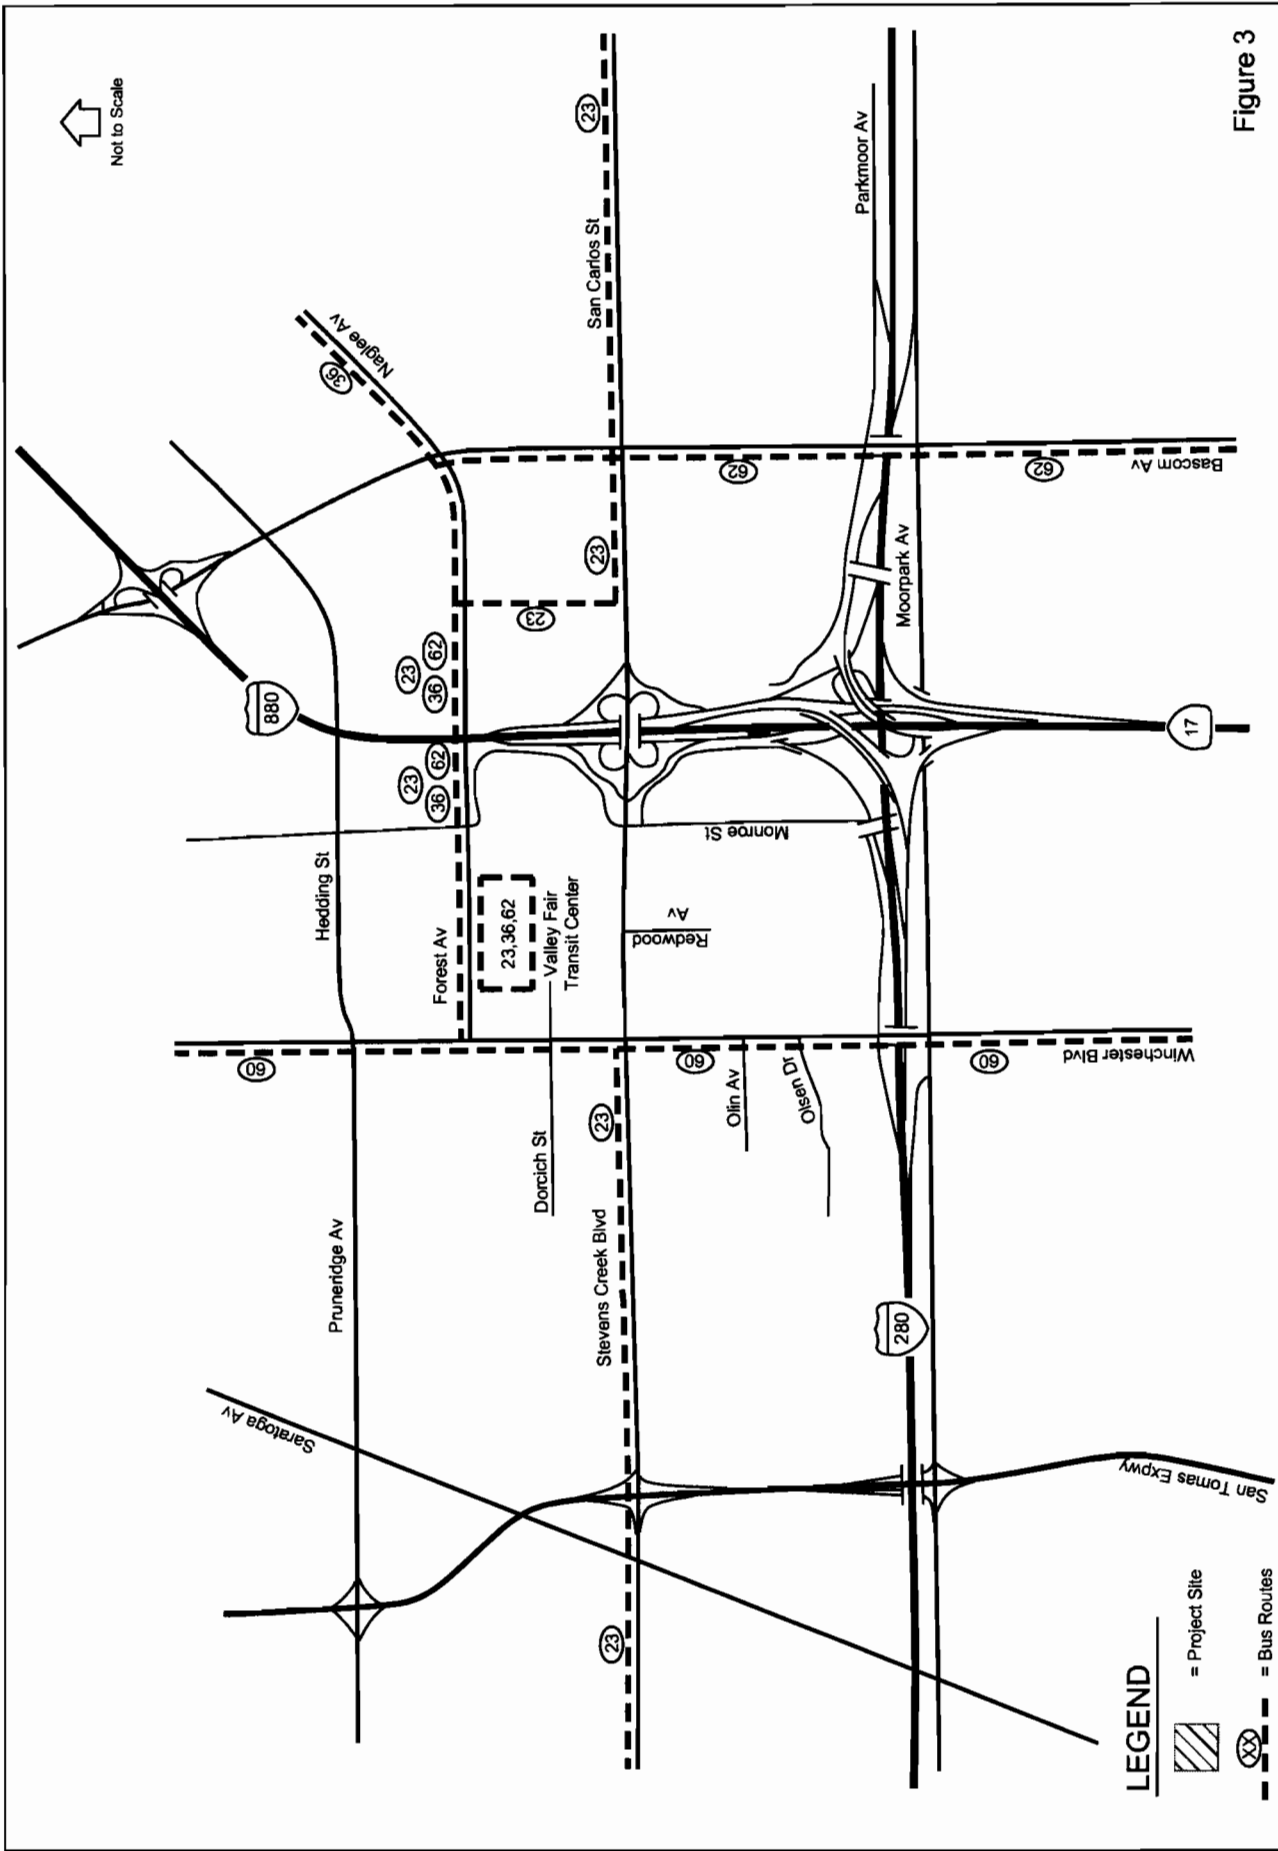 Not to Scale
Figure 3
880
Hedding St
Pruneridge Av
Saratoga Av
36
Naglee Av
Forest Av
23
36
62
23
36
62
23
23
23
San Carlos St
23,36,62
Valley Fair
Transit Center
Dorcich St
Stevens Creek Blvd
23
23
60
60
60
Winchester Blvd
Redwood
Av
Monroe St
Olin Av
Olsen Dr
62
62
Bascom Av
Parkmoor Av
Moorpark Av
17
280
San Tomas Expwy
LEGEND
= Project Site
XX = Bus Routes